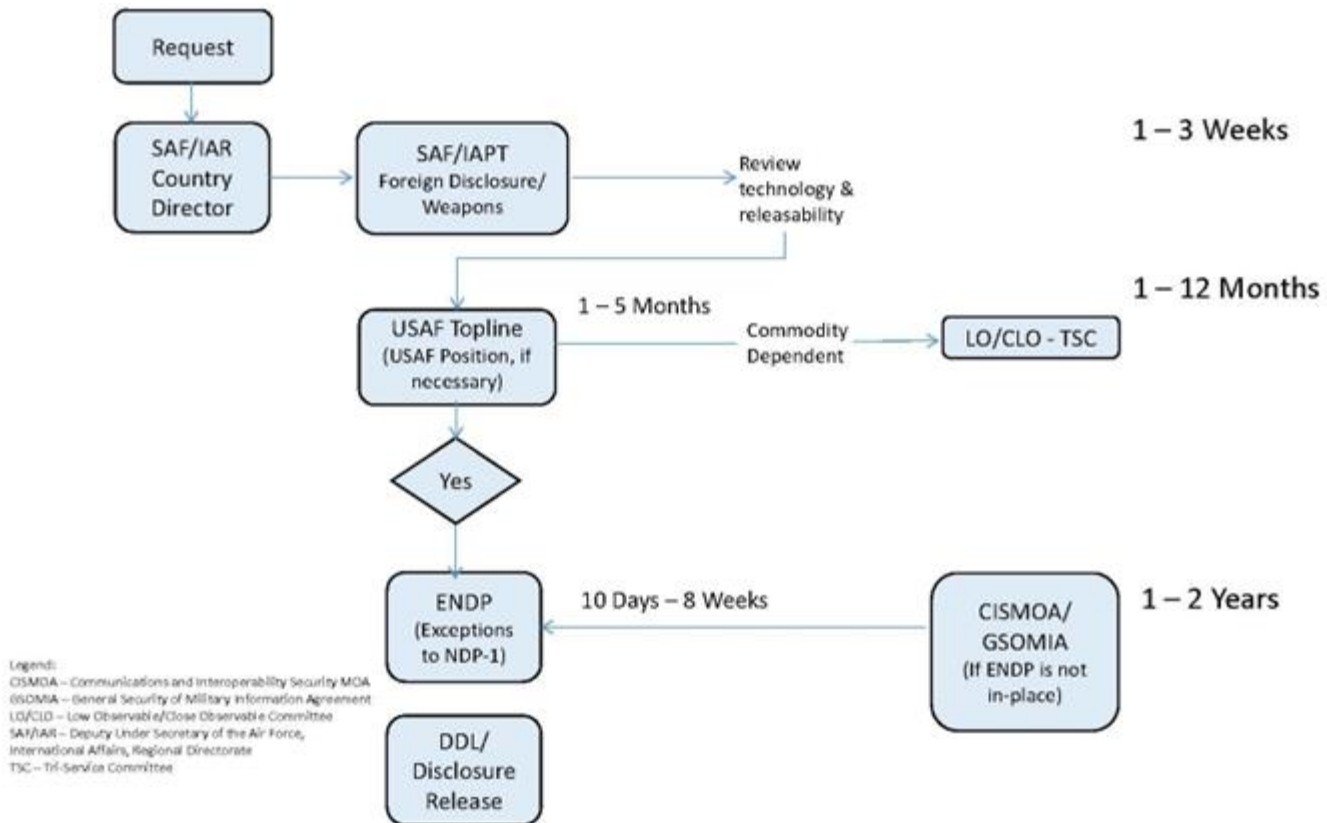 Request
SAF/IAR
Country
Director
SAF/IAPT
Foreign Disclosure/
Weapons
Review
technology &
releasability
1 – 3 Weeks
USAF Topline
(USAF Position, if
necessary)
1 – 5 Months
Commodity
Dependent
LO/CLO - TSC
1 – 12 Months
Yes
ENDP
(Exceptions
to NDP-1)
10 Days – 8 Weeks
CISMOA/
GSOMIA
(If ENDP is not
in-place)
1 – 2 Years
DDL/
Disclosure
Release
Legend:
CISMOA – Communications and Interoperability Security MOA
GSOMIA – General Security of Military Information Agreement
LO/CLO – Low Observable/Close Observable Committee
SAF/IAR – Deputy Under Secretary of the Air Force,
International Affairs, Regional Directorate
TSC – Tri-Service Committee